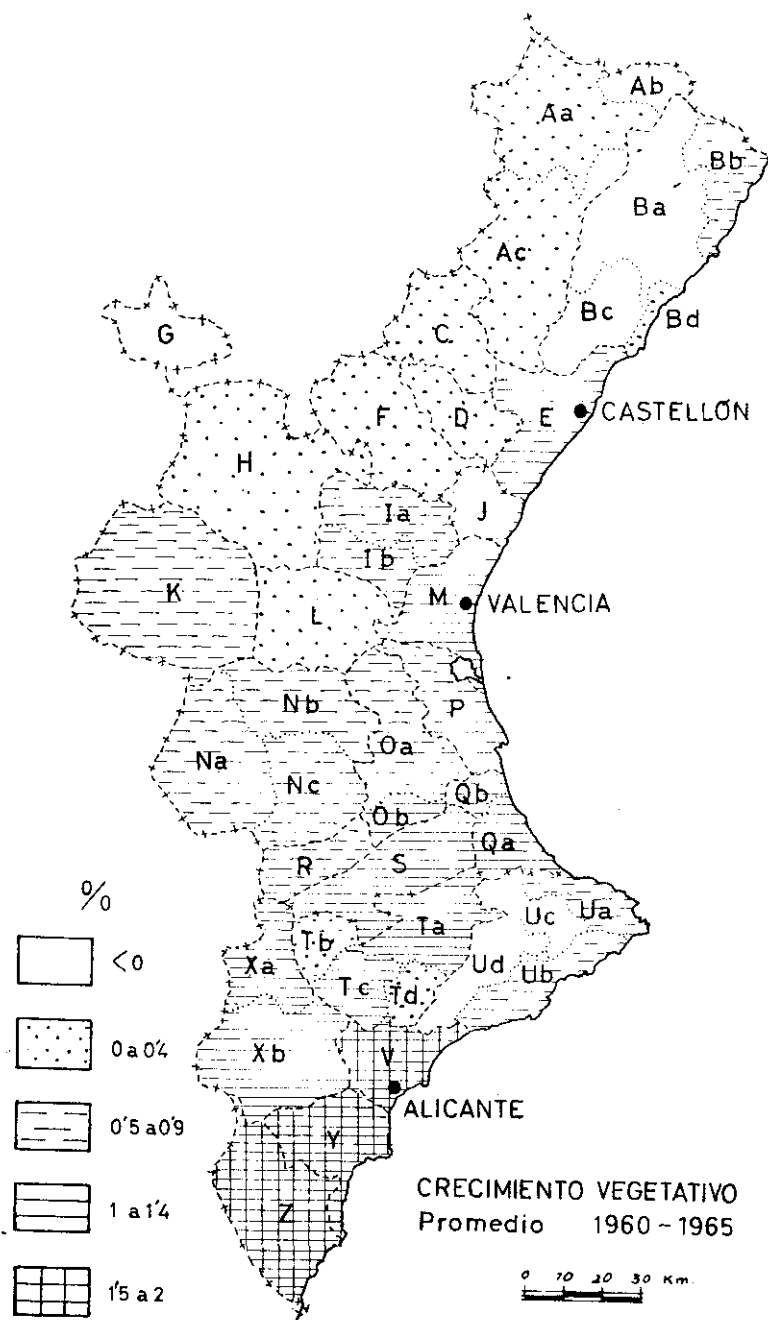 Ab
Aa
Bb
Ba
Ac
Bc
Bd
G
C
F
D
E
CASTELLÓN
H
Ia
J
Ib
K
L
M
VALENCIA
Nb
P
Na
Oa
Nc
Qb
Ob
Qa
R
S
%
Ua
Uc
Ta
Tb
<0
Xa
Ud
Ub
Tc
Td
0 a 0'4
Xb
V
ALICANTE
0'5 a 0'9
Y
CRECIMIENTO VEGETATIVO
Promedio 1960 - 1965
1 a 1'4
Z
0 10 20 30 Km.
1'5 a 2